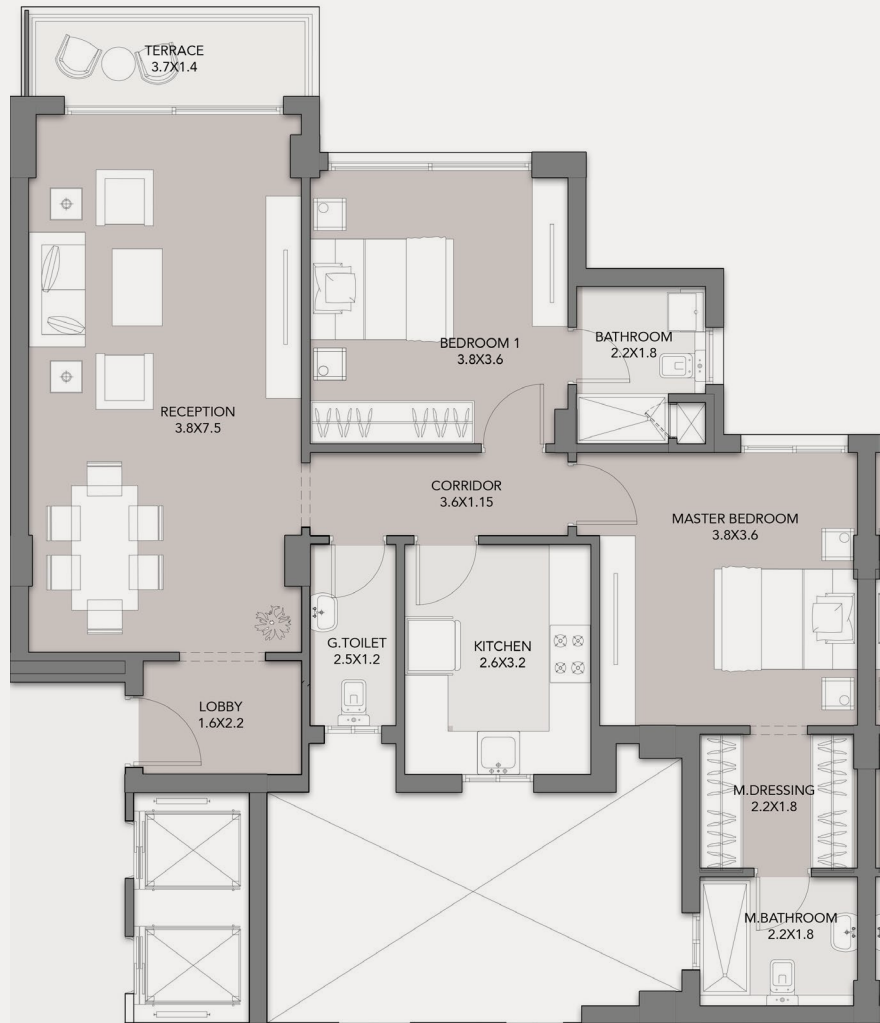 TERRACE
3.7X1.4
BEDROOM 1
3.8X3.6
BATHROOM
2.2X1.8
RECEPTION
3.8X7.5
CORRIDOR
3.6X1.15
MASTER BEDROOM
3.8X3.6
G.TOILET
2.5X1.2
KITCHEN
2.6X3.2
LOBBY
1.6X2.2
M.DRESSING
2.2X1.8
M.BATHROOM
2.2X1.8